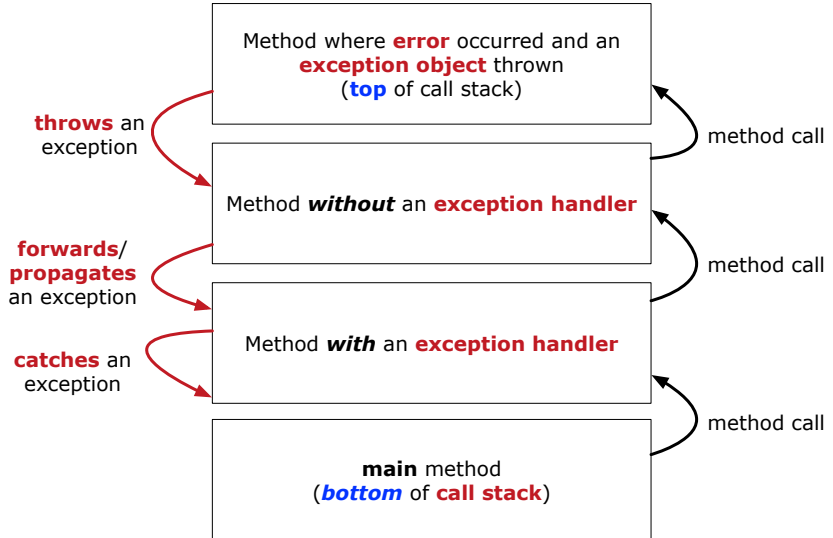 Method where error occurred and an
exception object thrown
(top of call stack)
throws an
exception
method call
Method without an exception handler
forwards/
propagates
an exception
method call
Method with an exception handler
catches an
exception
method call
main method
(bottom of call stack)